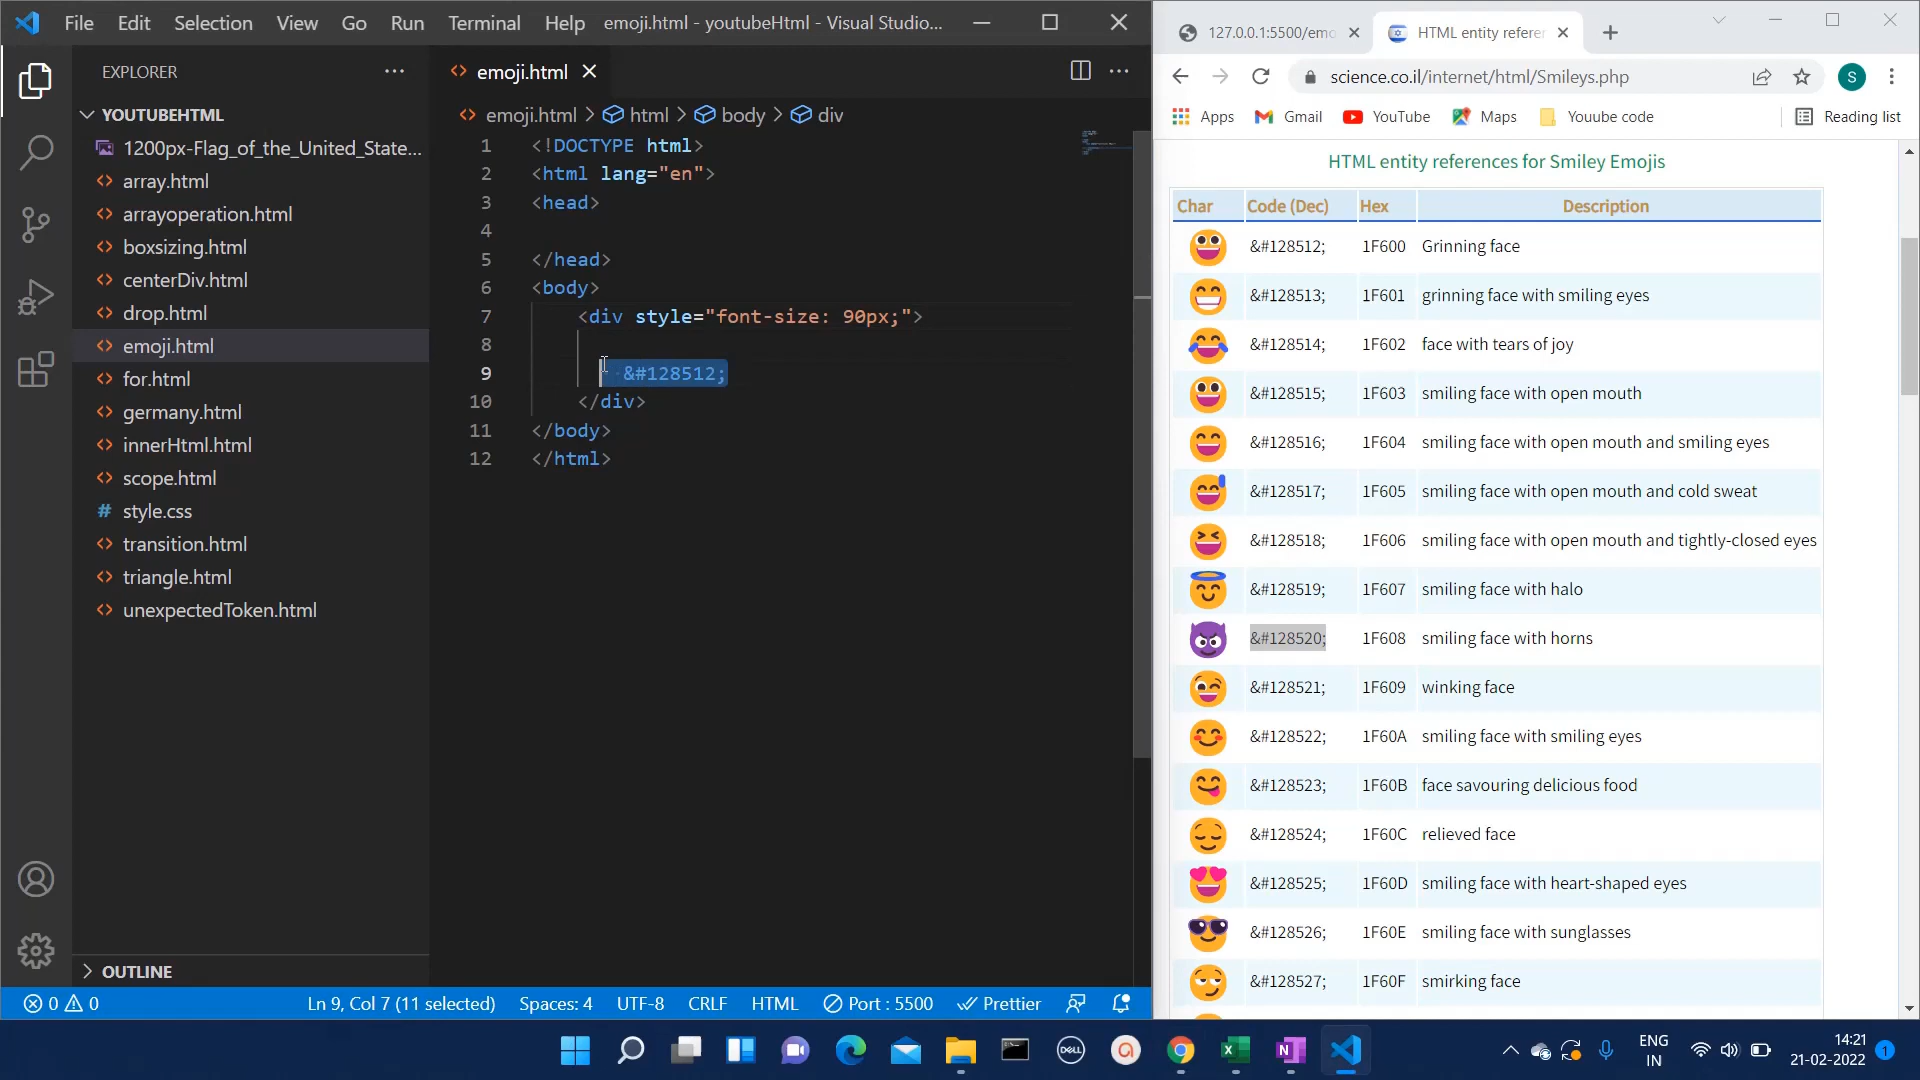 File Edit Selection View Go Run Terminal Help emoji.html - youtubeHtml - Visual Studio...
EXPLORER
YOUTUBEHTML
1200px-Flag_of_the_United_State...
array.html
arrayoperation.html
boxsizing.html
centerDiv.html
drop.html
emoji.html
for.html
germany.html
innerHtml.html
scope.html
style.css
transition.html
triangle.html
unexpectedToken.html
OUTLINE
emoji.html
emoji.html > html > body > div
1 <!DOCTYPE html>
2 <html lang="en">
3 <head>
4
5 </head>
6 <body>
7 <div style="font-size: 90px;">
8
9 &#128512;
10 </div>
11 </body>
12 </html>
0 0 Ln 9, Col 7 (11 selected) Spaces: 4 UTF-8 CRLF HTML Port : 5500 Prettier
127.0.0.1:5500/emo HTML entity refere
science.co.il/internet/html/Smileys.php S
Apps Gmail YouTube Maps Youube code Reading list
HTML entity references for Smiley Emojis
Char Code (Dec) Hex Description
&#128512; 1F600 Grinning face
&#128513; 1F601 grinning face with smiling eyes
&#128514; 1F602 face with tears of joy
&#128515; 1F603 smiling face with open mouth
&#128516; 1F604 smiling face with open mouth and smiling eyes
&#128517; 1F605 smiling face with open mouth and cold sweat
&#128518; 1F606 smiling face with open mouth and tightly-closed eyes
&#128519; 1F607 smiling face with halo
&#128520; 1F608 smiling face with horns
&#128521; 1F609 winking face
&#128522; 1F60A smiling face with smiling eyes
&#128523; 1F60B face savouring delicious food
&#128524; 1F60C relieved face
&#128525; 1F60D smiling face with heart-shaped eyes
&#128526; 1F60E smiling face with sunglasses
&#128527; 1F60F smirking face
DELL
ENG
IN
14:21
21-02-2022
1